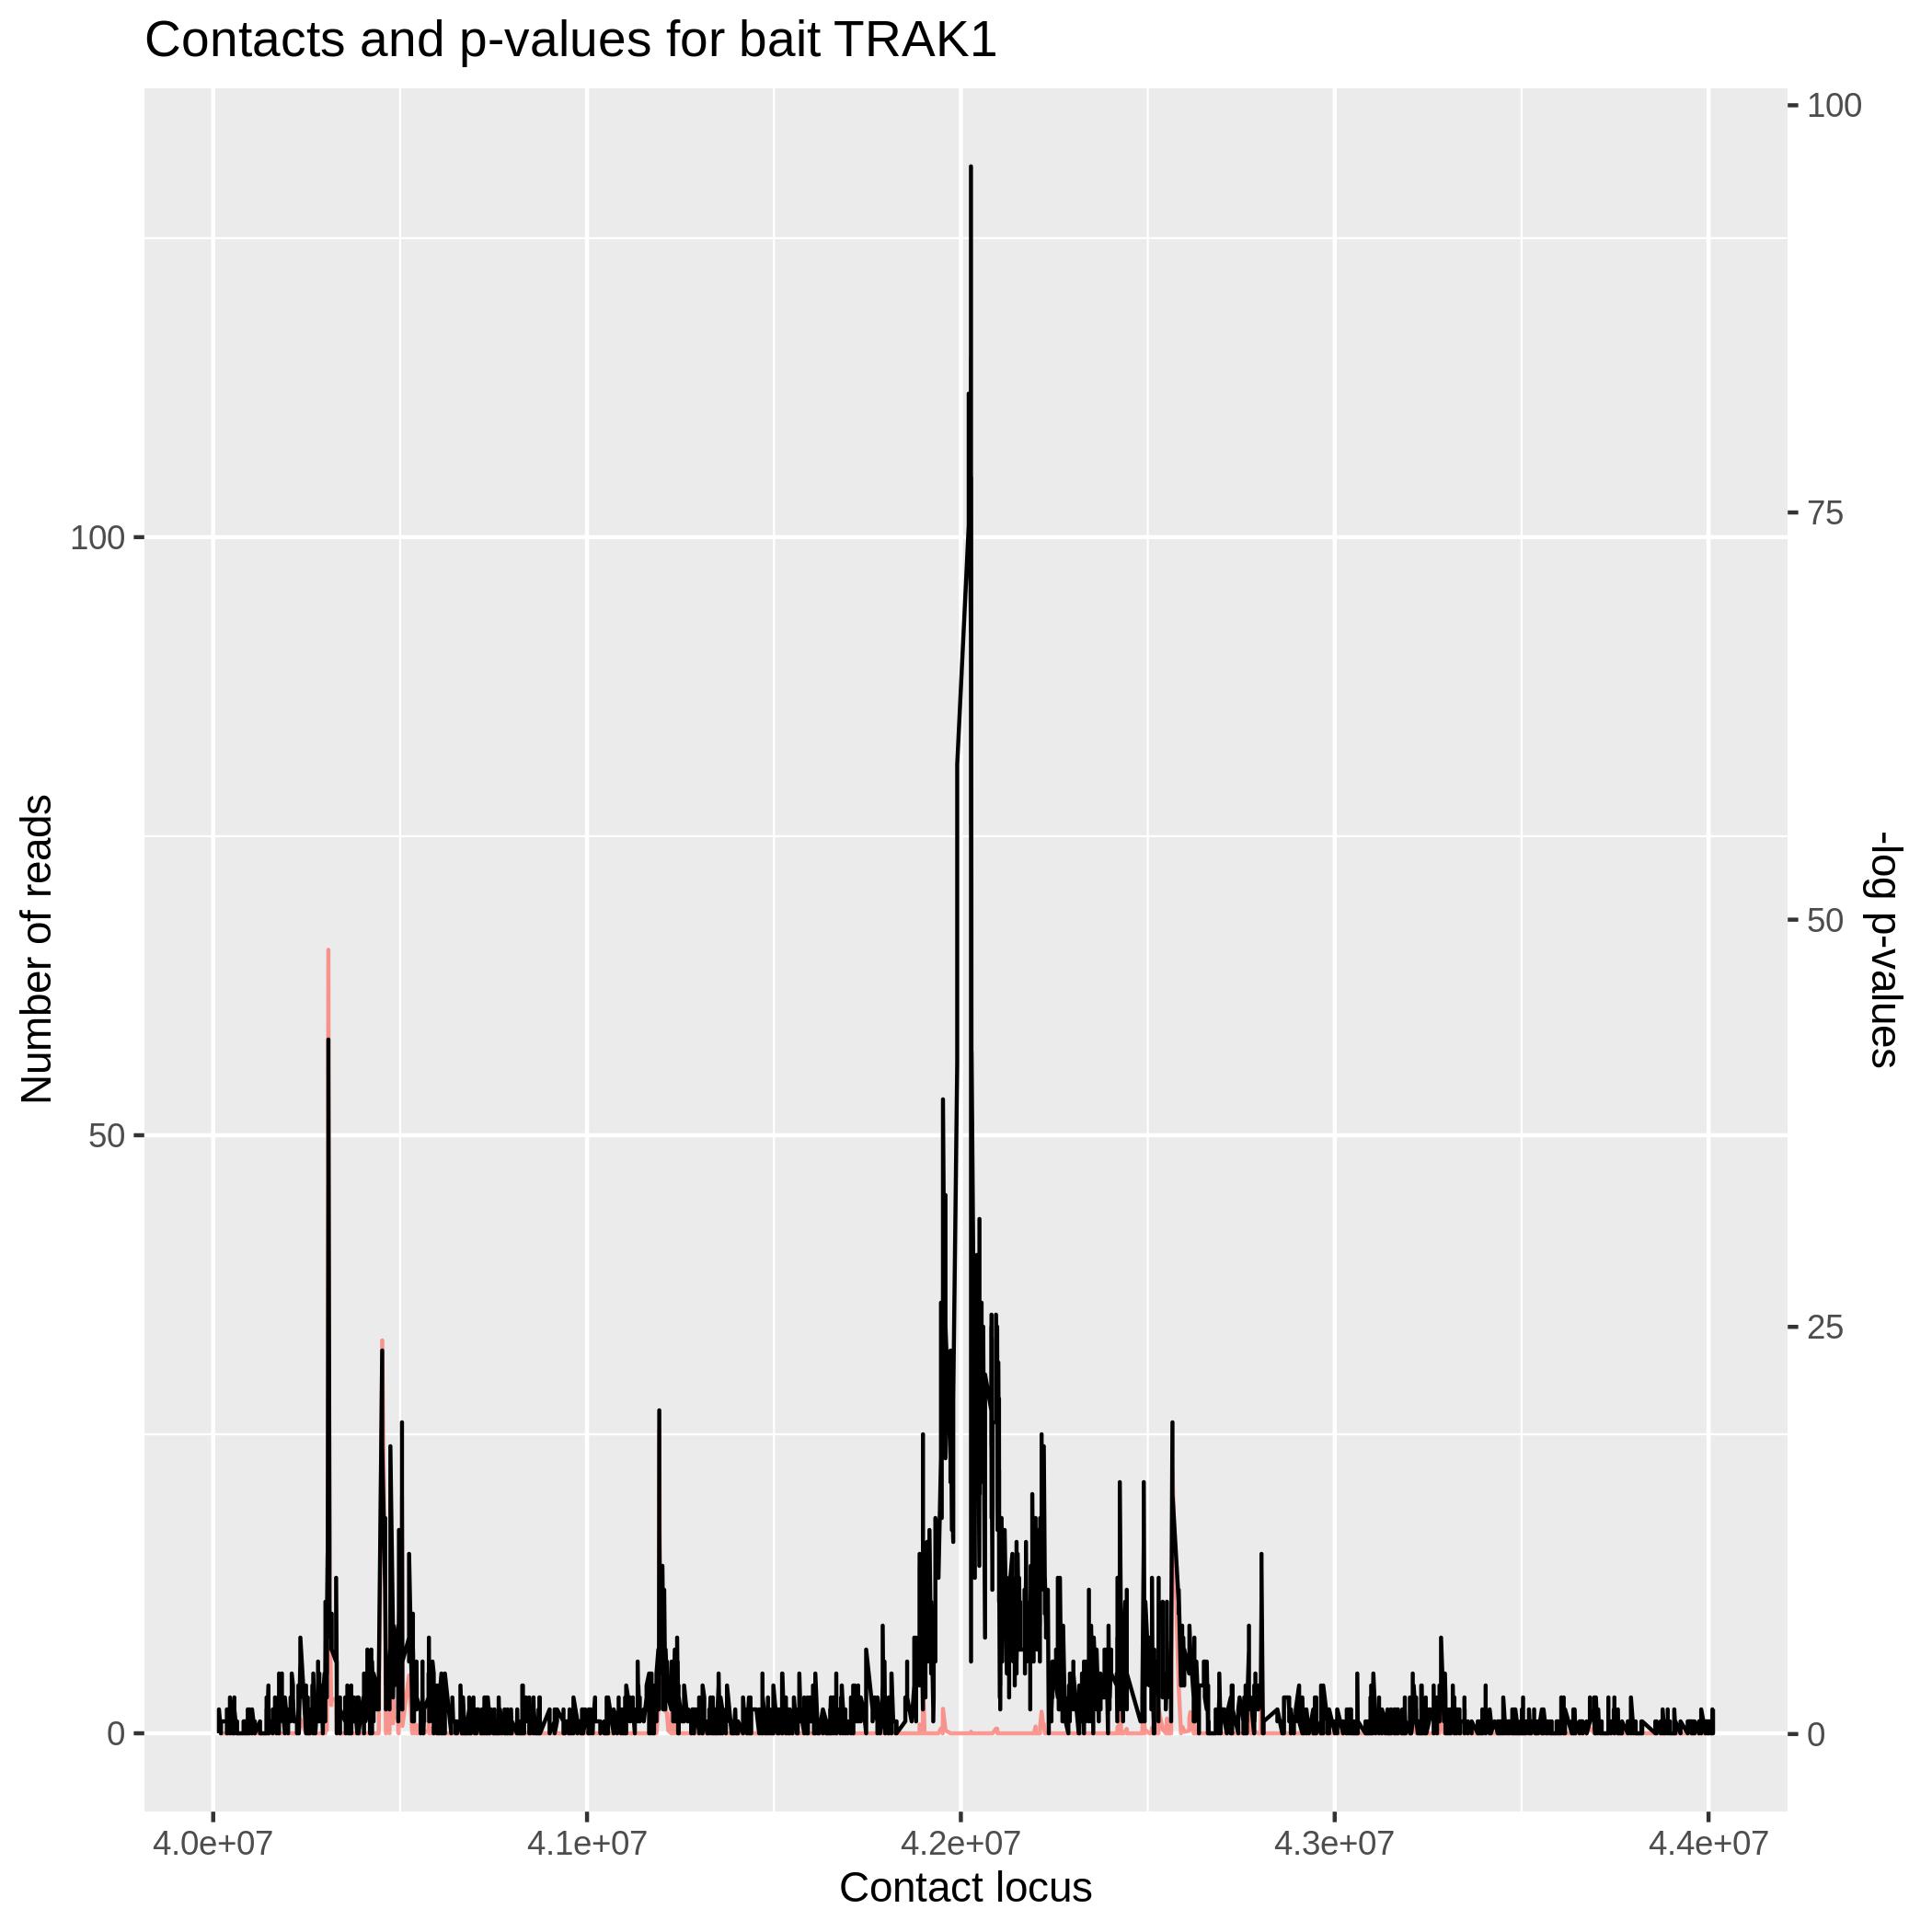 Contacts and p-values for bait TRAK1
Number of reads
100
50
0
100
75
50
25
0
-log p-values
4.0e+07
4.1e+07
4.2e+07
4.3e+07
4.4e+07
Contact locus